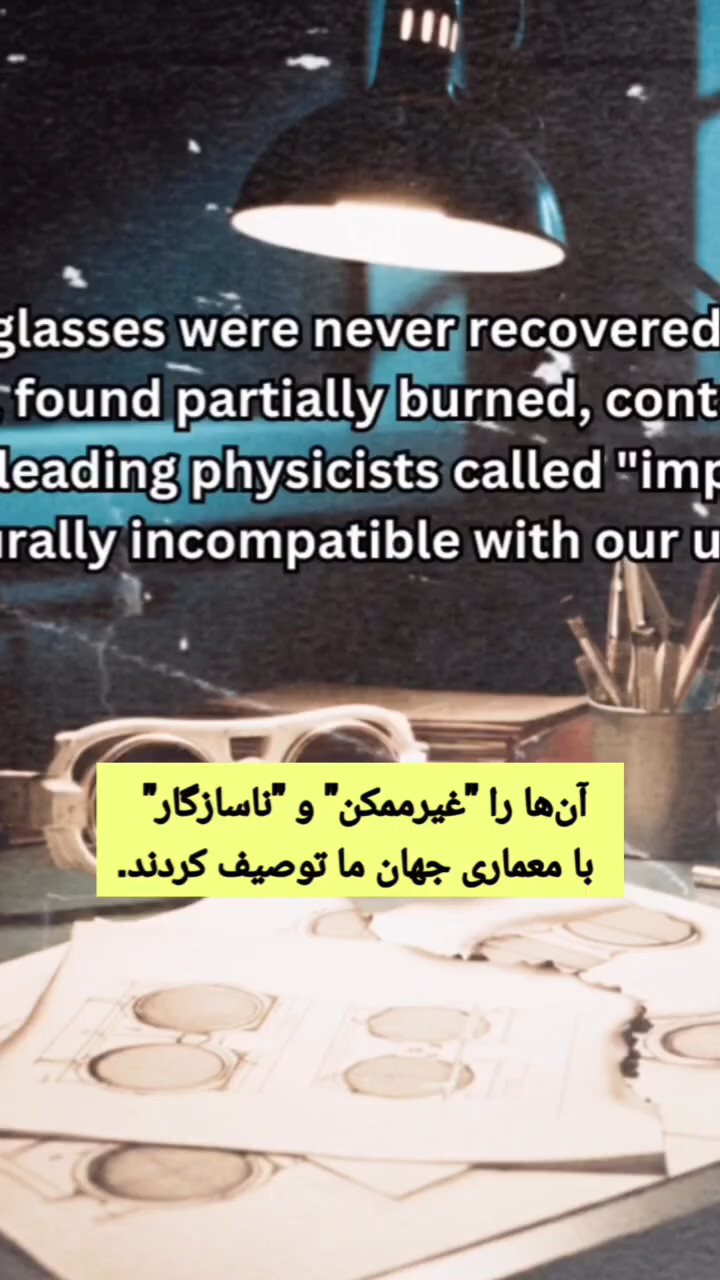 glasses were never recovered
found partially burned, cont
leading physicists called "imp
rally incompatible with our u
آن‌ها را "غیرممکن" و "ناسازگار"
با معماری جهان ما توصیف کردند.